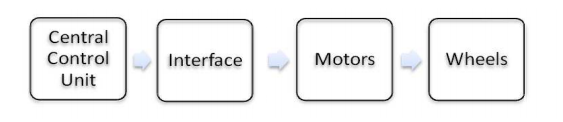 Central
Control
Unit
Interface
Motors
Wheels